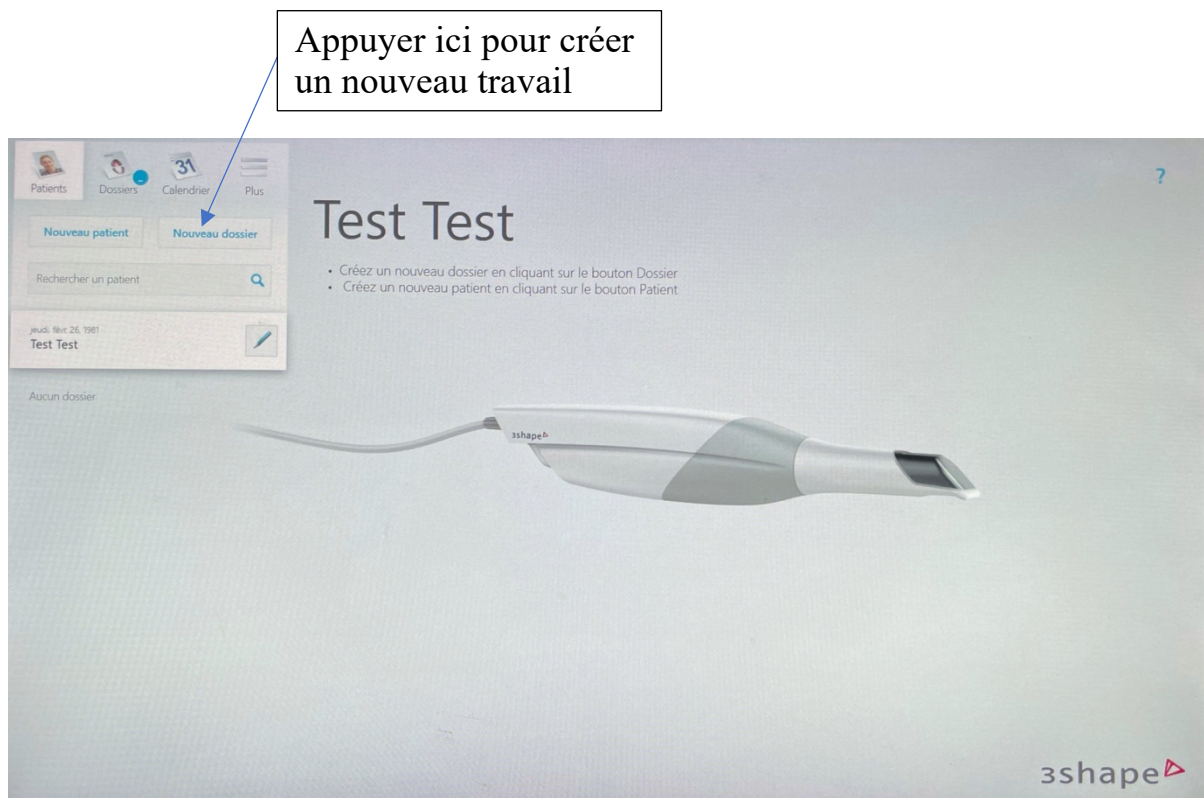 Appuyer ici pour créer
un nouveau travail
Patients
Dossiers
31
Calendrier
Plus
?
Nouveau patient
Nouveau dossier
Test Test
Rechercher un patient
• Créez un nouveau dossier en cliquant sur le bouton Dossier
• Créez un nouveau patient en cliquant sur le bouton Patient
jeudi, févr. 26, 1981
Test Test
Aucun dossier
3shape
3shape